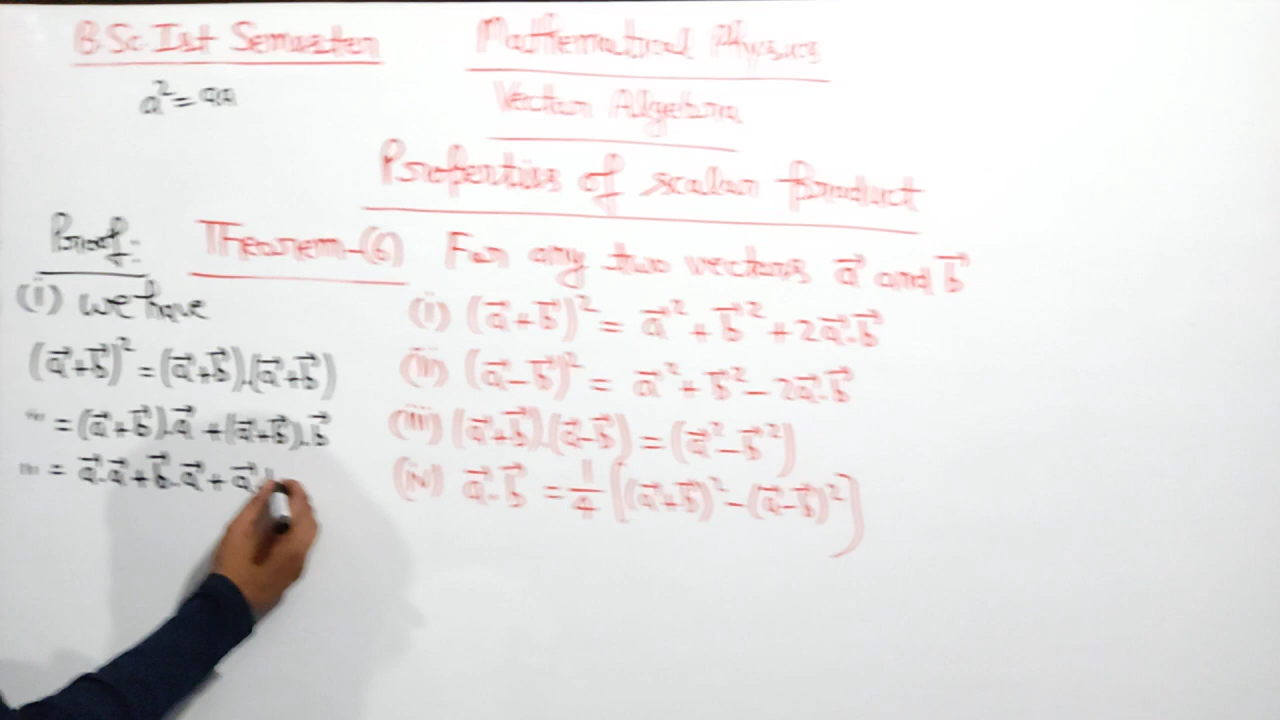 B.Sc. Ist Semester
Mathematical Physics
a² = a.a
Vector Algebra
Properties of scalar Product
Theorem-(6) For any two vectors a⃗ and b⃗
(i) (a⃗+b⃗)² = a⃗² + b⃗² + 2a⃗.b⃗
(ii) (a⃗-b⃗)² = a⃗² + b⃗² - 2a⃗.b⃗
(iii) (a⃗+b⃗).(a⃗-b⃗) = (a⃗² - b⃗²)
(iv) a⃗.b⃗ = 1/4 [(a⃗+b⃗)² - (a⃗-b⃗)²]
Proof:-
(i) we have
(a⃗+b⃗)² = (a⃗+b⃗).(a⃗+b⃗)
" = (a⃗+b⃗).a⃗ + (a⃗+b⃗).b⃗
" = a⃗.a⃗ + b⃗.a⃗ + a⃗.